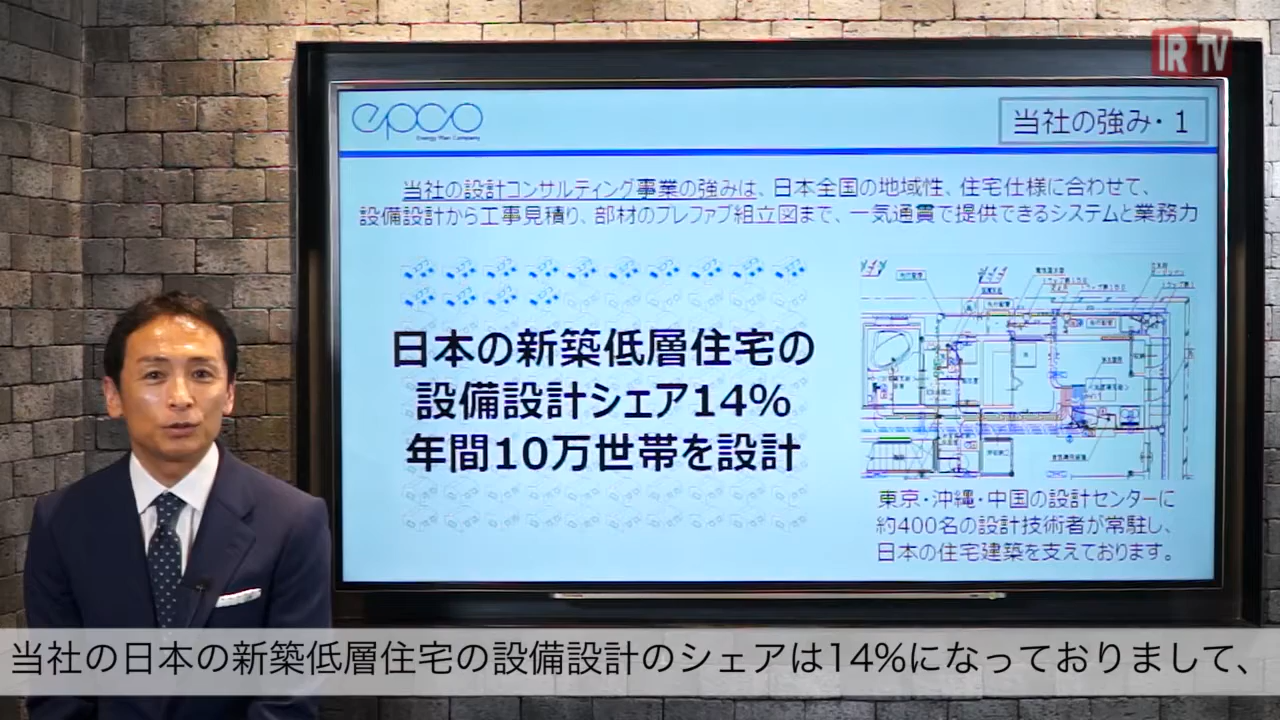 IR TV
epco
Energy Plan Company
当社の強み・1
当社の設計コンサルティング事業の強みは、日本全国の地域性、住宅仕様に合わせて、
設備設計から工事見積り、部材のプレファブ組立図まで、一気通貫で提供できるシステムと業務力
日本の新築低層住宅の
設備設計シェア14%
年間10万世帯を設計
東京・沖縄・中国の設計センターに
約400名の設計技術者が常駐し、
日本の住宅建築を支えております。
当社の日本の新築低層住宅の設備設計のシェアは14%になっておりまして、